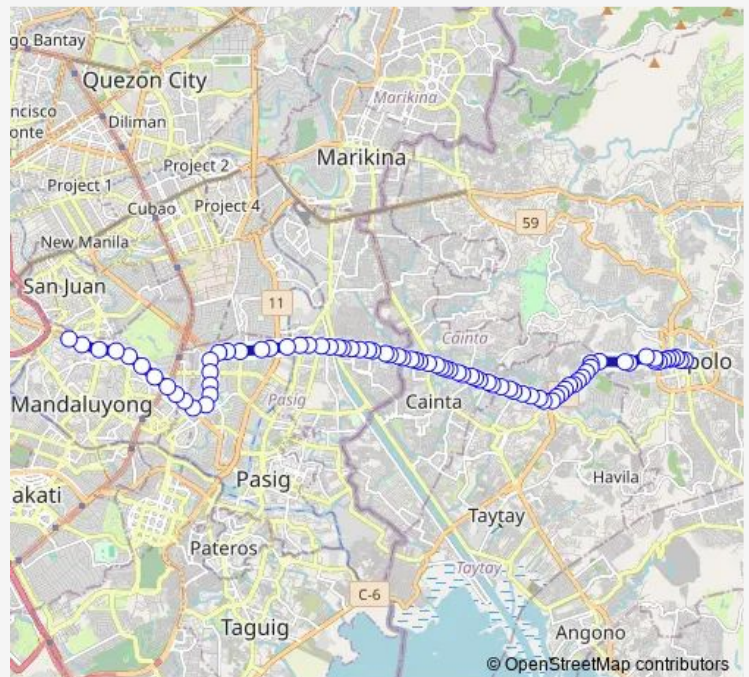 go Bantay
Quezon City
Marikina
ncisco
onte
Diliman
Project 2
Marikina
Project 1
Cubao
Project 4
59
New Manila
San Juan
11
Cainta
polo
Mandaluyong
Pasig
Cainta
Pasig
Havila
akati
Taytay
Pateros
Taytay
C-6
Taguig
Angono
© OpenStreetMap contributors